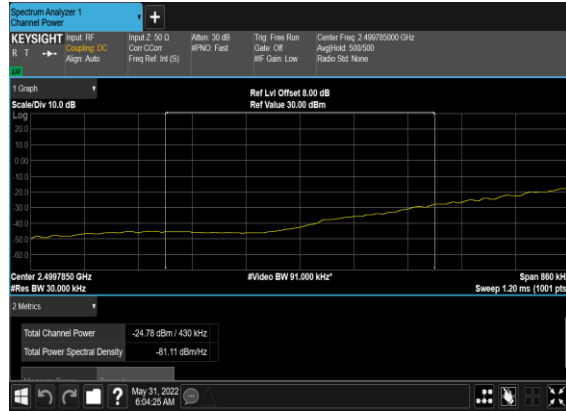 Spectrum Analyzer 1
Channel Power
KEYSIGHT
R T
LXI
Input: RF
Coupling: DC
Align: Auto
Input Z: 50 Ω
Corr CCorr
Freq Ref: Int (S)
Atten: 30 dB
#PNO: Fast
Trig: Free Run
Gate: Off
#IF Gain: Low
Center Freq: 2.499785000 GHz
Avg|Hold: 500/500
Radio Std: None
1 Graph
Scale/Div 10.0 dB
Ref Lvl Offset 8.00 dB
Ref Value 30.00 dBm
Log
20.0
10.0
0.00
-10.0
-20.0
-30.0
-40.0
-50.0
-60.0
Center 2.4997850 GHz
#Video BW 91.000 kHz*
Span 860 kH
#Res BW 30.000 kHz
Sweep 1.20 ms (1001 pts
2 Metrics
Total Channel Power -24.78 dBm / 430 kHz
Total Power Spectral Density -81.11 dBm/Hz
May 31, 2022
6:04:25 AM